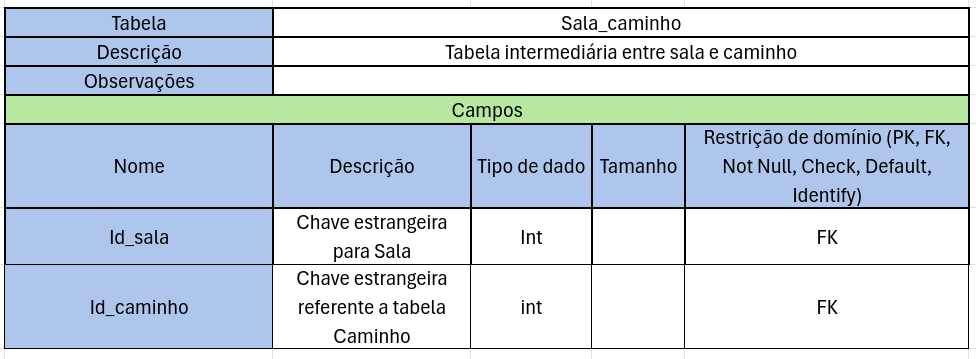 Tabela Sala_caminho
Descrição Tabela intermediária entre sala e caminho
Observações
Campos
Nome Descrição Tipo de dado Tamanho Restrição de domínio (PK, FK,
Not Null, Check, Default,
Identify)
Id_sala Chave estrangeira
para Sala Int FK
Id_caminho Chave estrangeira
referente a tabela
Caminho int FK